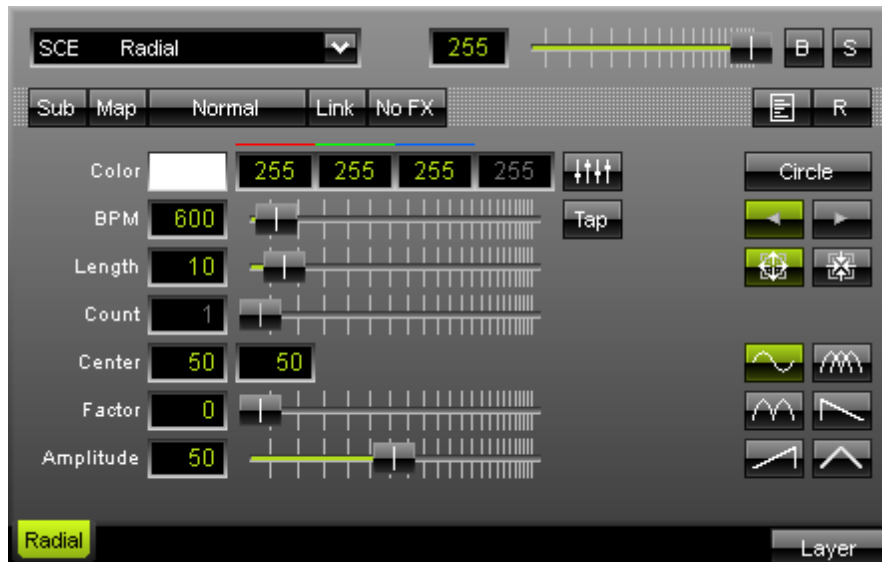 SCE Radial 255 B S
Sub Map Normal Link No FX R
Color 255 255 255 255 Circle
BPM 600 Tap
Length 10
Count 1
Center 50 50
Factor 0
Amplitude 50
Radial Layer